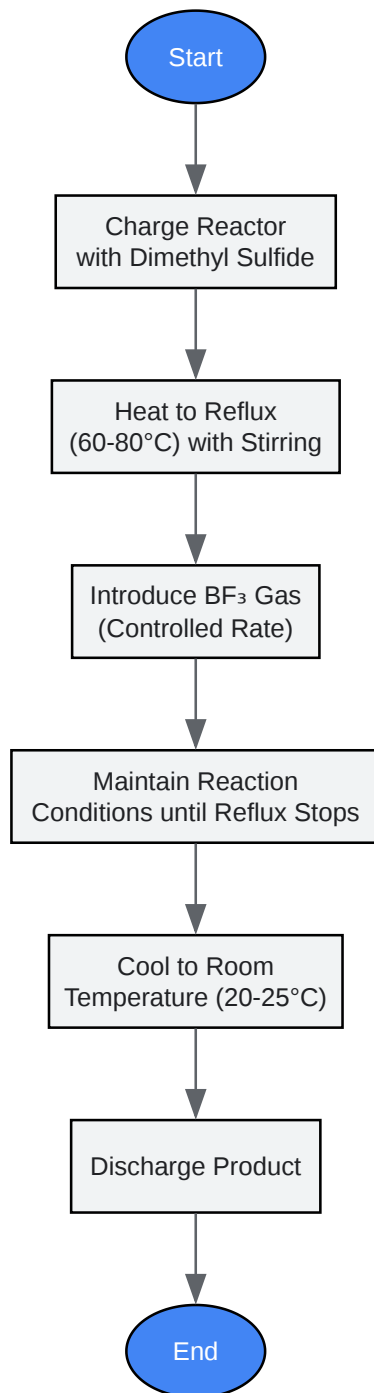 Start
Charge Reactor
with Dimethyl Sulfide
Heat to Reflux
(60-80°C) with Stirring
Introduce BF₃ Gas
(Controlled Rate)
Maintain Reaction
Conditions until Reflux Stops
Cool to Room
Temperature (20-25°C)
Discharge Product
End